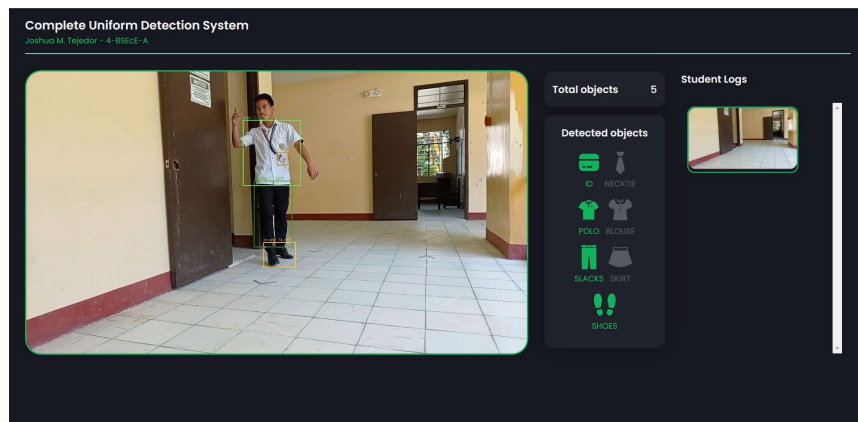 Complete Uniform Detection System
Joshua M. Tejedor - 4-BSEcE-A
Total objects 5
Detected objects
ID NECKTIE
POLO BLOUSE
SLACKS SKIRT
SHOES
Student Logs